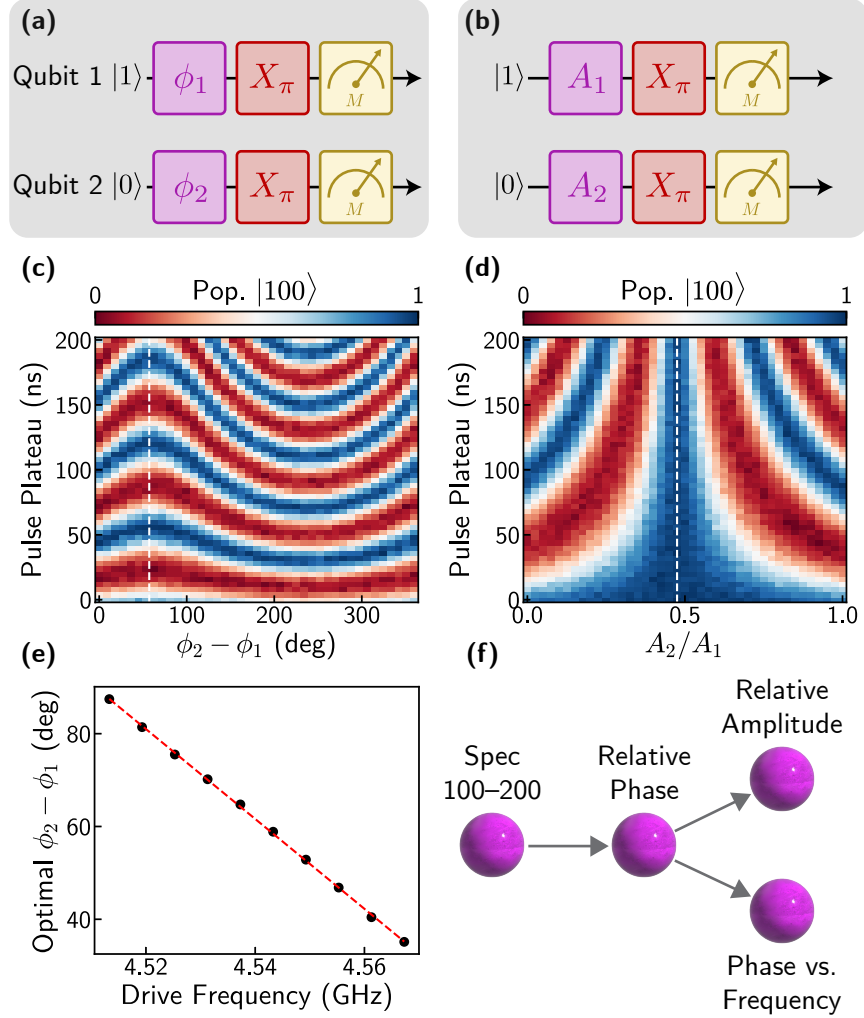 (a)
Qubit 1 |1⟩ ϕ₁ X_π M
Qubit 2 |0⟩ ϕ₂ X_π M
(b)
|1⟩ A₁ X_π M
|0⟩ A₂ X_π M
(c)
0 Pop. |100⟩ 1
200
150
100
50
0
Pulse Plateau (ns)
0 100 200 300
ϕ₂ − ϕ₁ (deg)
(d)
0 Pop. |100⟩ 1
200
150
100
50
0
Pulse Plateau (ns)
0.0 0.5 1.0
A₂/A₁
(e)
80
60
40
Optimal ϕ₂ − ϕ₁ (deg)
4.52 4.54 4.56
Drive Frequency (GHz)
(f)
Spec
100–200
Relative
Phase
Relative
Amplitude
Phase vs.
Frequency